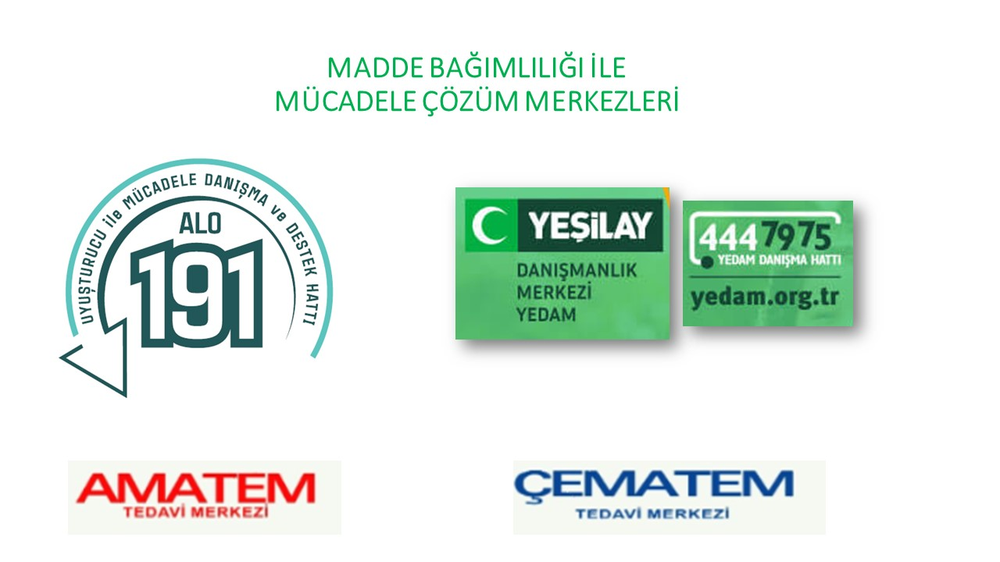 MADDE BAĞIMLILIĞI İLE
MÜCADELE ÇÖZÜM MERKEZLERİ
UYUŞTURUCU ile MÜCADELE DANIŞMA ve DESTEK HATTI
ALO
191
YEŞİLAY
DANIŞMANLIK
MERKEZİ
YEDAM
444 7975
YEDAM DANIŞMA HATTI
yedam.org.tr
AMATEM
TEDAVİ MERKEZİ
ÇEMATEM
TEDAVİ MERKEZİ